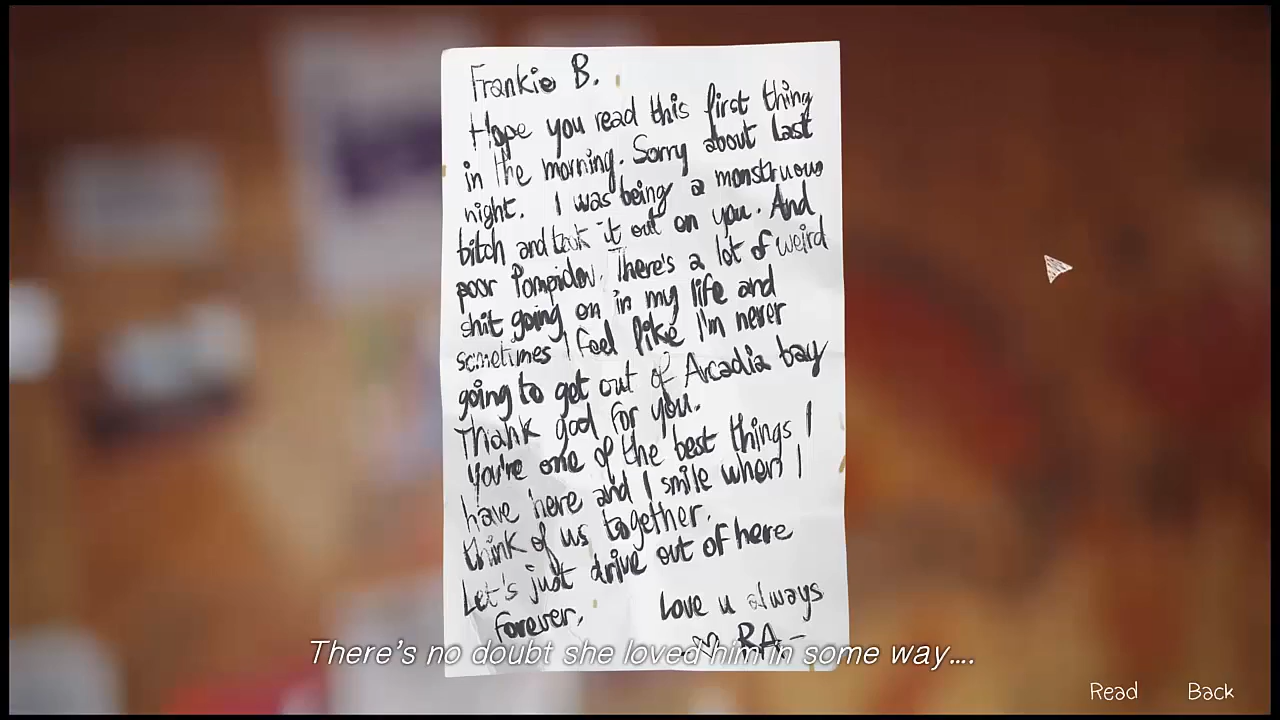 Frankie B.
Hope you read this first thing
in the morning. Sorry about last
night. I was being a monstruous
bitch and took it out on you. And
poor Pompidou. There's a lot of weird
shit going on in my life and
sometimes I feel like I'm never
going to get out of Arcadia bay
Thank god for you.
You're one of the best things I
have here and I smile when I
think of us together.
Let's just drive out of here
forever.
Love u always
♡ RA -
There's no doubt she loved him in some way....
Read Back